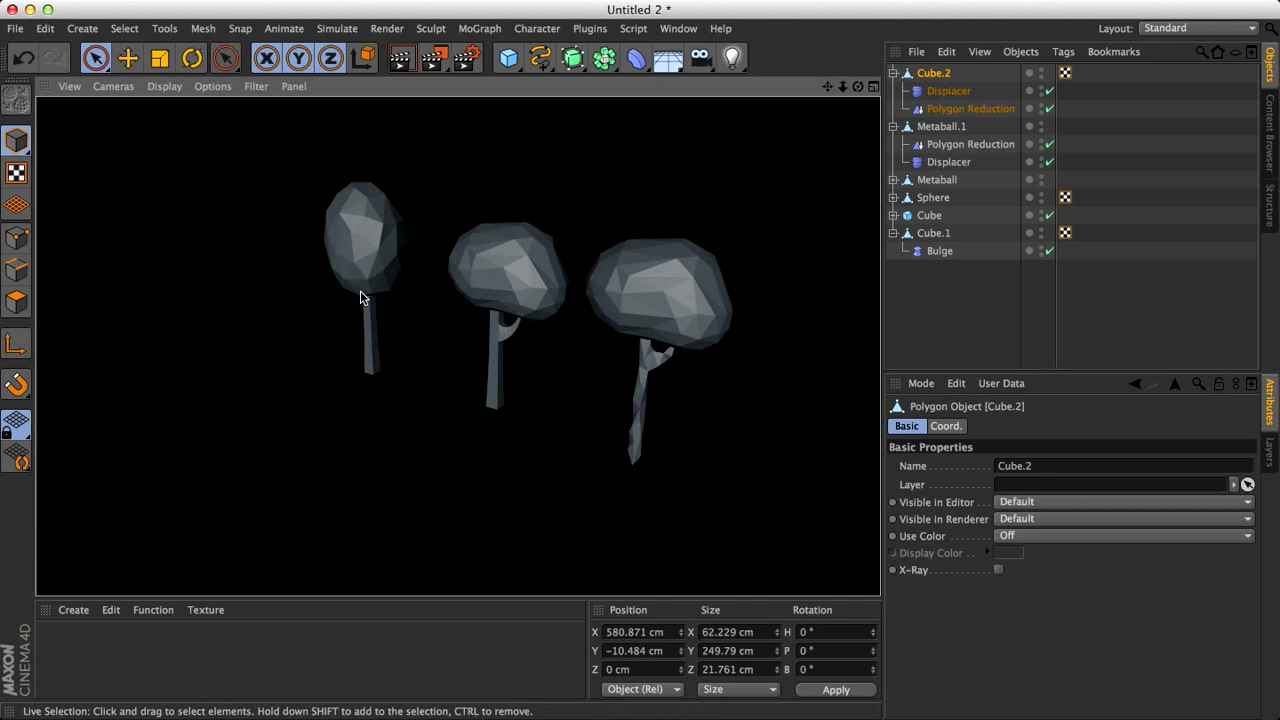 Untitled 2 *
File Edit Create Select Tools Mesh Snap Animate Simulate Render Sculpt MoGraph Character Plugins Script Window Help Layout: Standard
X Y Z
File Edit View Objects Tags Bookmarks
View Cameras Display Options Filter Panel
Cube.2
Displacer
Polygon Reduction
Metaball.1
Polygon Reduction
Displacer
Metaball
Sphere
Cube
Cube.1
Bulge
Objects
Content Browser
Structure
Mode Edit User Data
Polygon Object [Cube.2]
Basic Coord.
Basic Properties
Name Cube.2
Layer
Visible in Editor Default
Visible in Renderer Default
Use Color Off
Display Color
X-Ray
Attributes
Layers
Create Edit Function Texture
Position Size Rotation
X 580.871 cm X 62.229 cm H 0 °
Y -10.484 cm Y 249.79 cm P 0 °
Z 0 cm Z 21.761 cm B 0 °
Object (Rel) Size Apply
MAXON
CINEMA 4D
Live Selection: Click and drag to select elements. Hold down SHIFT to add to the selection, CTRL to remove.